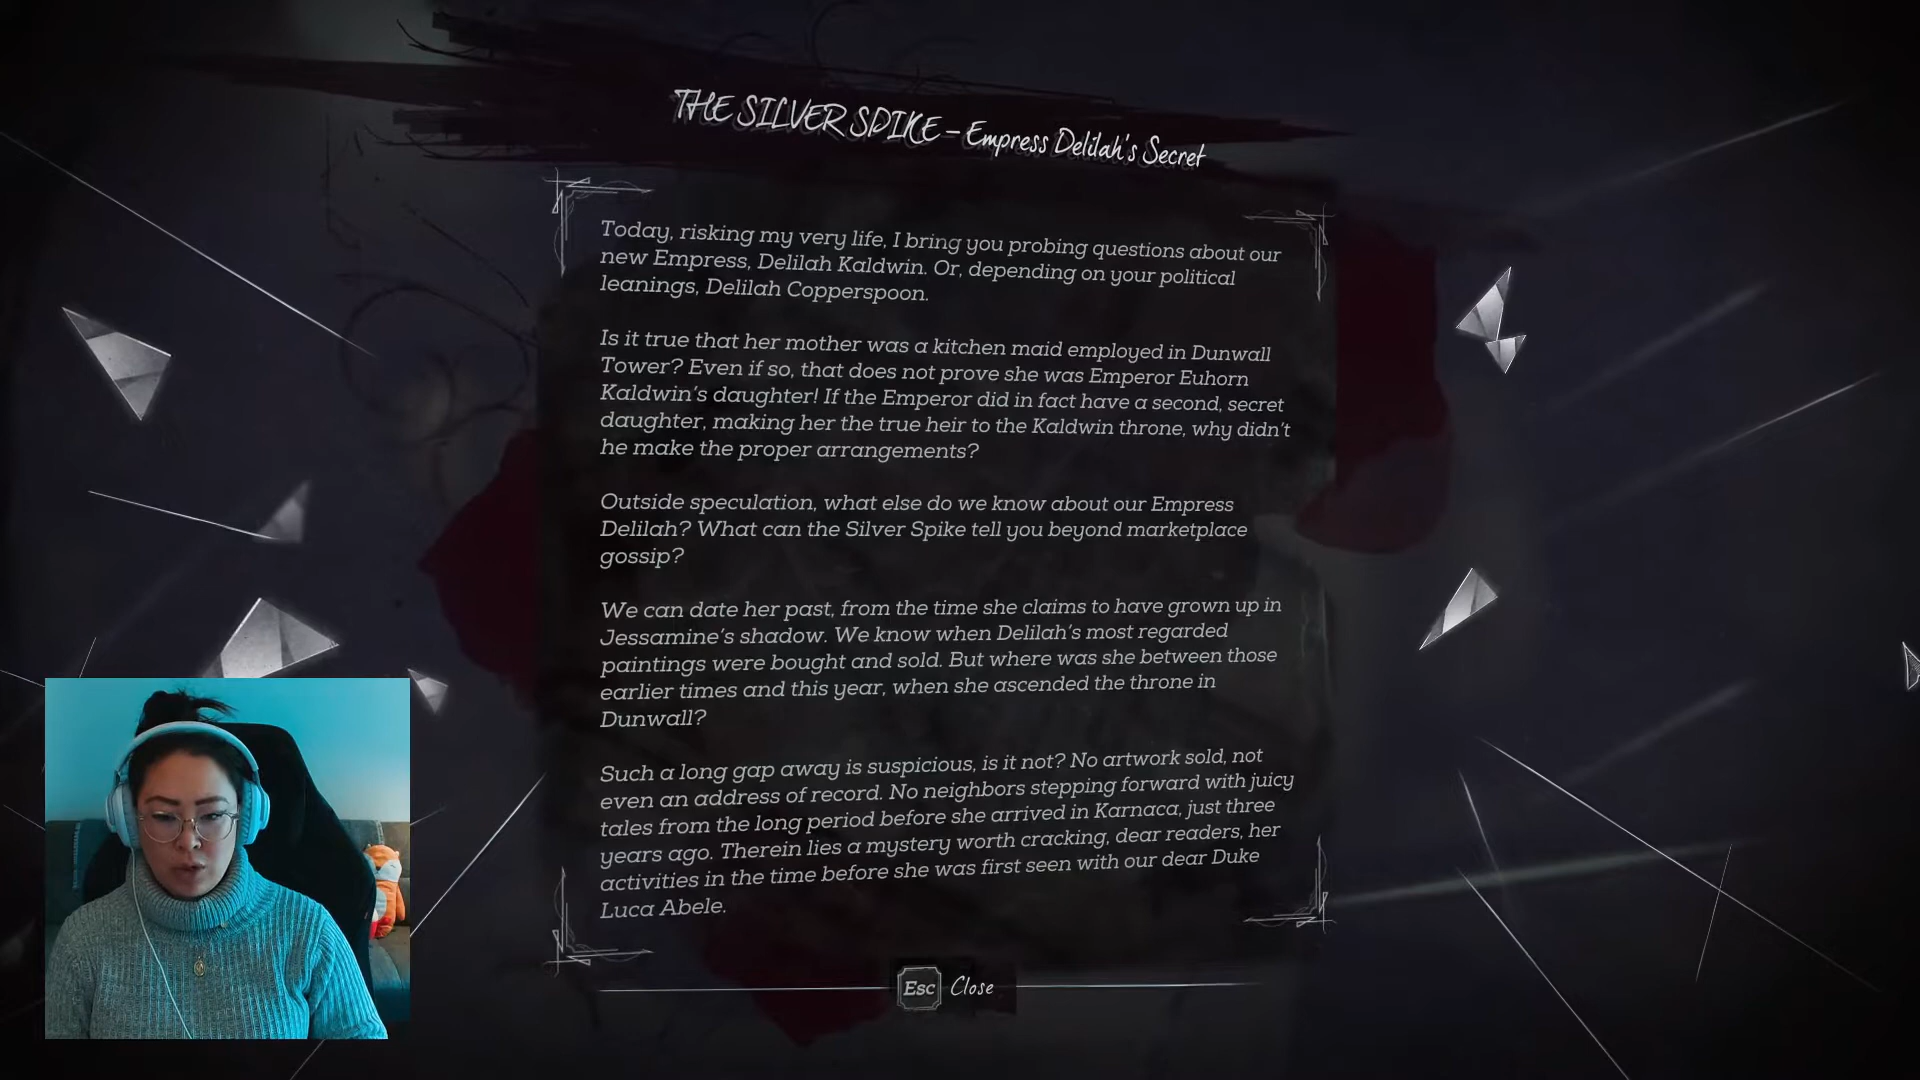 THE SILVER SPIKE – Empress Delilah's Secret
Today, risking my very life, I bring you probing questions about our
new Empress, Delilah Kaldwin. Or, depending on your political
leanings, Delilah Copperspoon.
Is it true that her mother was a kitchen maid employed in Dunwall
Tower? Even if so, that does not prove she was Emperor Euhorn
Kaldwin's daughter! If the Emperor did in fact have a second, secret
daughter, making her the true heir to the Kaldwin throne, why didn't
he make the proper arrangements?
Outside speculation, what else do we know about our Empress
Delilah? What can the Silver Spike tell you beyond marketplace
gossip?
We can date her past, from the time she claims to have grown up in
Jessamine's shadow. We know when Delilah's most regarded
paintings were bought and sold. But where was she between those
earlier times and this year, when she ascended the throne in
Dunwall?
Such a long gap away is suspicious, is it not? No artwork sold, not
even an address of record. No neighbors stepping forward with juicy
tales from the long period before she arrived in Karnaca, just three
years ago. Therein lies a mystery worth cracking, dear readers, her
activities in the time before she was first seen with our dear Duke
Luca Abele.
Esc Close